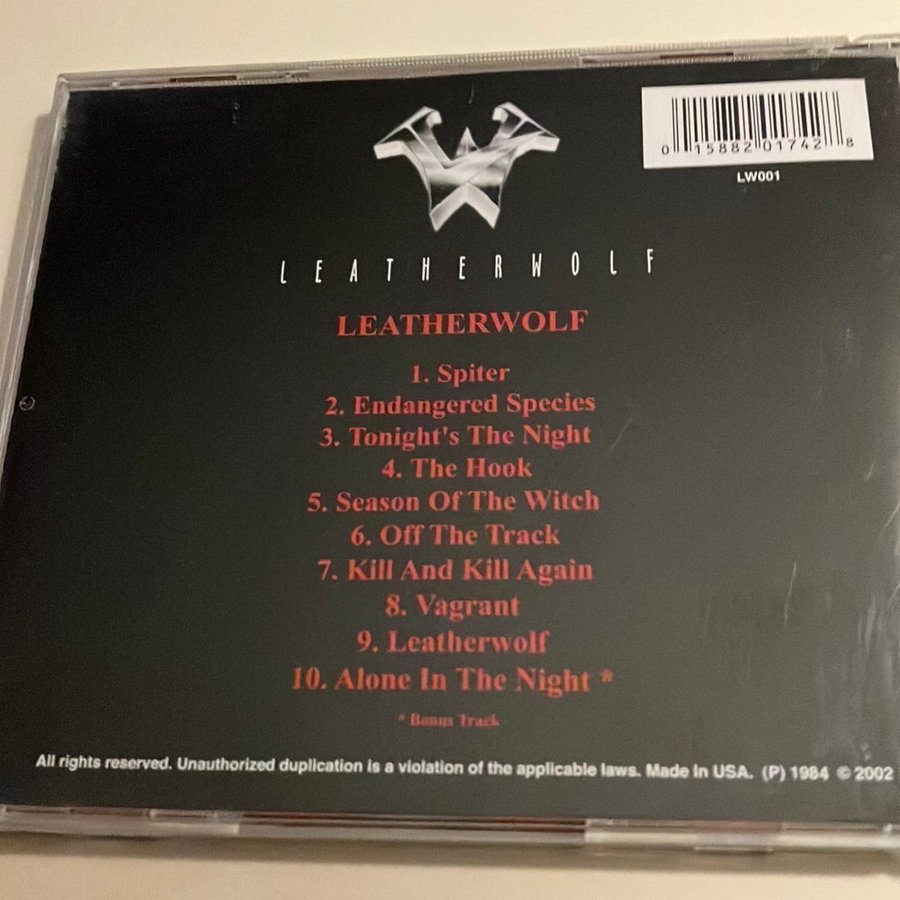 0 15882 01742 8
LW001
LEATHERWOLF
LEATHERWOLF
1. Spiter
2. Endangered Species
3. Tonight's The Night
4. The Hook
5. Season Of The Witch
6. Off The Track
7. Kill And Kill Again
8. Vagrant
9. Leatherwolf
10. Alone In The Night *
* Bonus Track
All rights reserved. Unauthorized duplication is a violation of the applicable laws. Made in USA. (P) 1984 © 2002